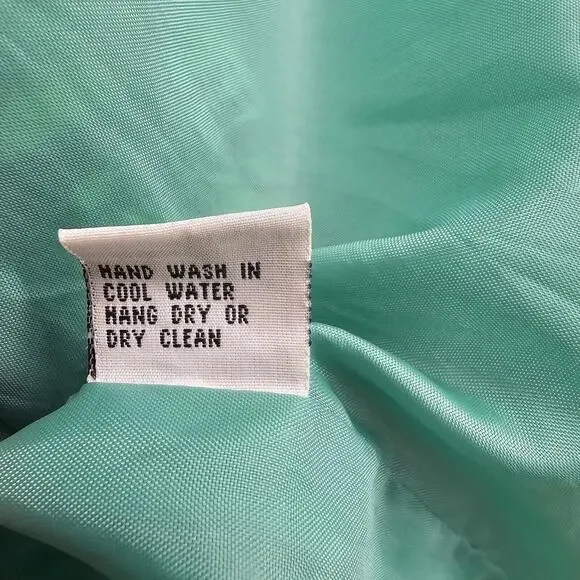 HAND WASH IN
COOL WATER
HANG DRY OR
DRY CLEAN